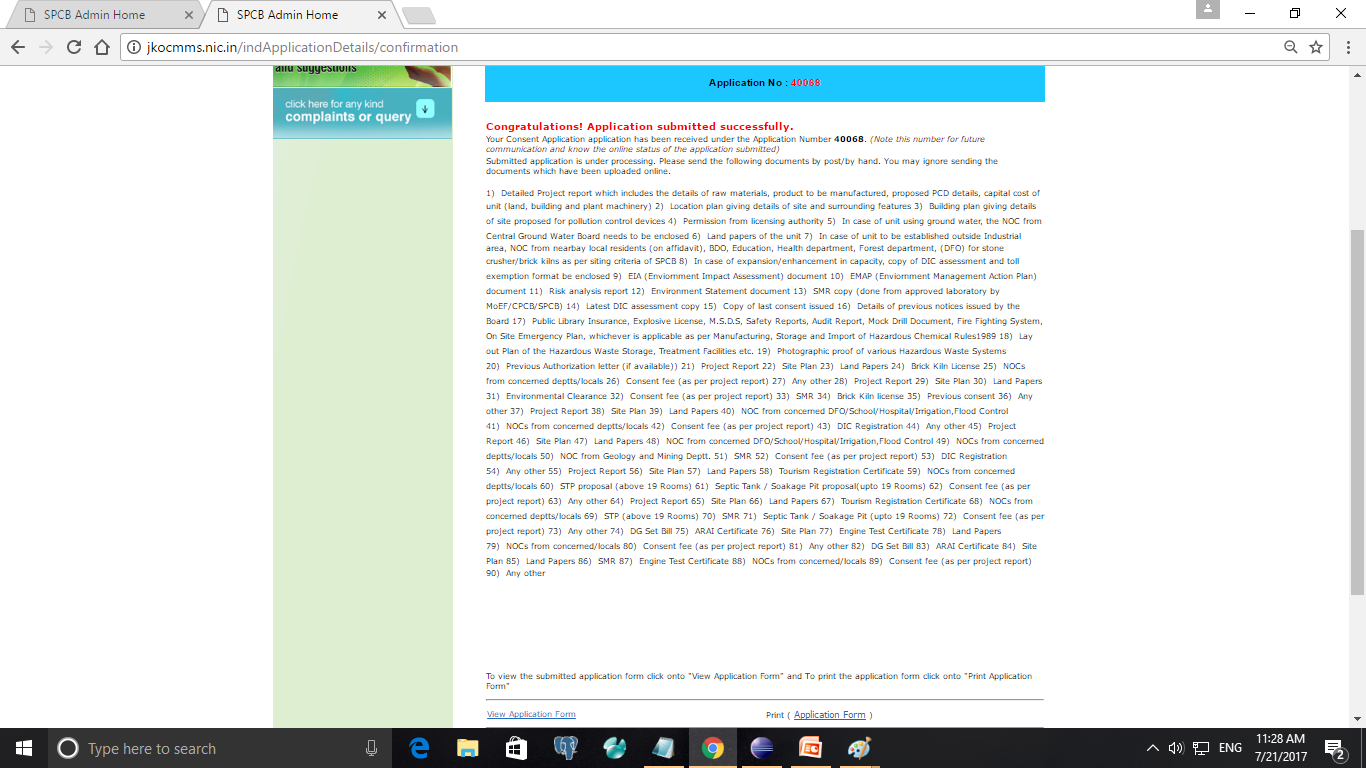 SPCB Admin Home
SPCB Admin Home
jkocmms.nic.in/indApplicationDetails/confirmation
and suggestions
click here for any kind
complaints or query
Application No : 40068
Congratulations! Application submitted successfully.
Your Consent Application application has been received under the Application Number 40068. (Note this number for future
communication and know the online status of the application submitted)
Submitted application is under processing. Please send the following documents by post/by hand. You may ignore sending the
documents which have been uploaded online.
1) Detailed Project report which includes the details of raw materials, product to be manufactured, proposed PCD details, capital cost of
unit (land, building and plant machinery) 2) Location plan giving details of site and surrounding features 3) Building plan giving details
of site proposed for pollution control devices 4) Permission from licensing authority 5) In case of unit using ground water, the NOC from
Central Ground Water Board needs to be enclosed 6) Land papers of the unit 7) In case of unit to be established outside Industrial
area, NOC from nearbay local residents (on affidavit), BDO, Education, Health department, Forest department, (DFO) for stone
crusher/brick kilns as per siting criteria of SPCB 8) In case of expansion/enhancement in capacity, copy of DIC assessment and toll
exemption format be enclosed 9) EIA (Enviornment Impact Assessment) document 10) EMAP (Enviornment Management Action Plan)
document 11) Risk analysis report 12) Environment Statement document 13) SMR copy (done from approved laboratory by
MoEF/CPCB/SPCB) 14) Latest DIC assessment copy 15) Copy of last consent issued 16) Details of previous notices issued by the
Board 17) Public Library Insurance, Explosive License, M.S.D.S, Safety Reports, Audit Report, Mock Drill Document, Fire Fighting System,
On Site Emergency Plan, whichever is applicable as per Manufacturing, Storage and Import of Hazardous Chemical Rules1989 18) Lay
out Plan of the Hazardous Waste Storage, Treatment Facilities etc. 19) Photographic proof of various Hazardous Waste Systems
20) Previous Authorization letter (if available)) 21) Project Report 22) Site Plan 23) Land Papers 24) Brick Kiln License 25) NOCs
from concerned deptts/locals 26) Consent fee (as per project report) 27) Any other 28) Project Report 29) Site Plan 30) Land Papers
31) Environmental Clearance 32) Consent fee (as per project report) 33) SMR 34) Brick Kiln license 35) Previous consent 36) Any
other 37) Project Report 38) Site Plan 39) Land Papers 40) NOC from concerned DFO/School/Hospital/Irrigation,Flood Control
41) NOCs from concerned deptts/locals 42) Consent fee (as per project report) 43) DIC Registration 44) Any other 45) Project
Report 46) Site Plan 47) Land Papers 48) NOC from concerned DFO/School/Hospital/Irrigation,Flood Control 49) NOCs from concerned
deptts/locals 50) NOC from Geology and Mining Deptt. 51) SMR 52) Consent fee (as per project report) 53) DIC Registration
54) Any other 55) Project Report 56) Site Plan 57) Land Papers 58) Tourism Registration Certificate 59) NOCs from concerned
deptts/locals 60) STP proposal (above 19 Rooms) 61) Septic Tank / Soakage Pit proposal(upto 19 Rooms) 62) Consent fee (as per
project report) 63) Any other 64) Project Report 65) Site Plan 66) Land Papers 67) Tourism Registration Certificate 68) NOCs from
concerned deptts/locals 69) STP (above 19 Rooms) 70) SMR 71) Septic Tank / Soakage Pit (upto 19 Rooms) 72) Consent fee (as per
project report) 73) Any other 74) DG Set Bill 75) ARAI Certificate 76) Site Plan 77) Engine Test Certificate 78) Land Papers
79) NOCs from concerned/locals 80) Consent fee (as per project report) 81) Any other 82) DG Set Bill 83) ARAI Certificate 84) Site
Plan 85) Land Papers 86) SMR 87) Engine Test Certificate 88) NOCs from concerned/locals 89) Consent fee (as per project report)
90) Any other
To view the submitted application form click onto "View Application Form" and To print the application form click onto "Print Application
Form"
View Application Form
Print ( Application Form )
Type here to search
ENG
11:28 AM
7/21/2017
2